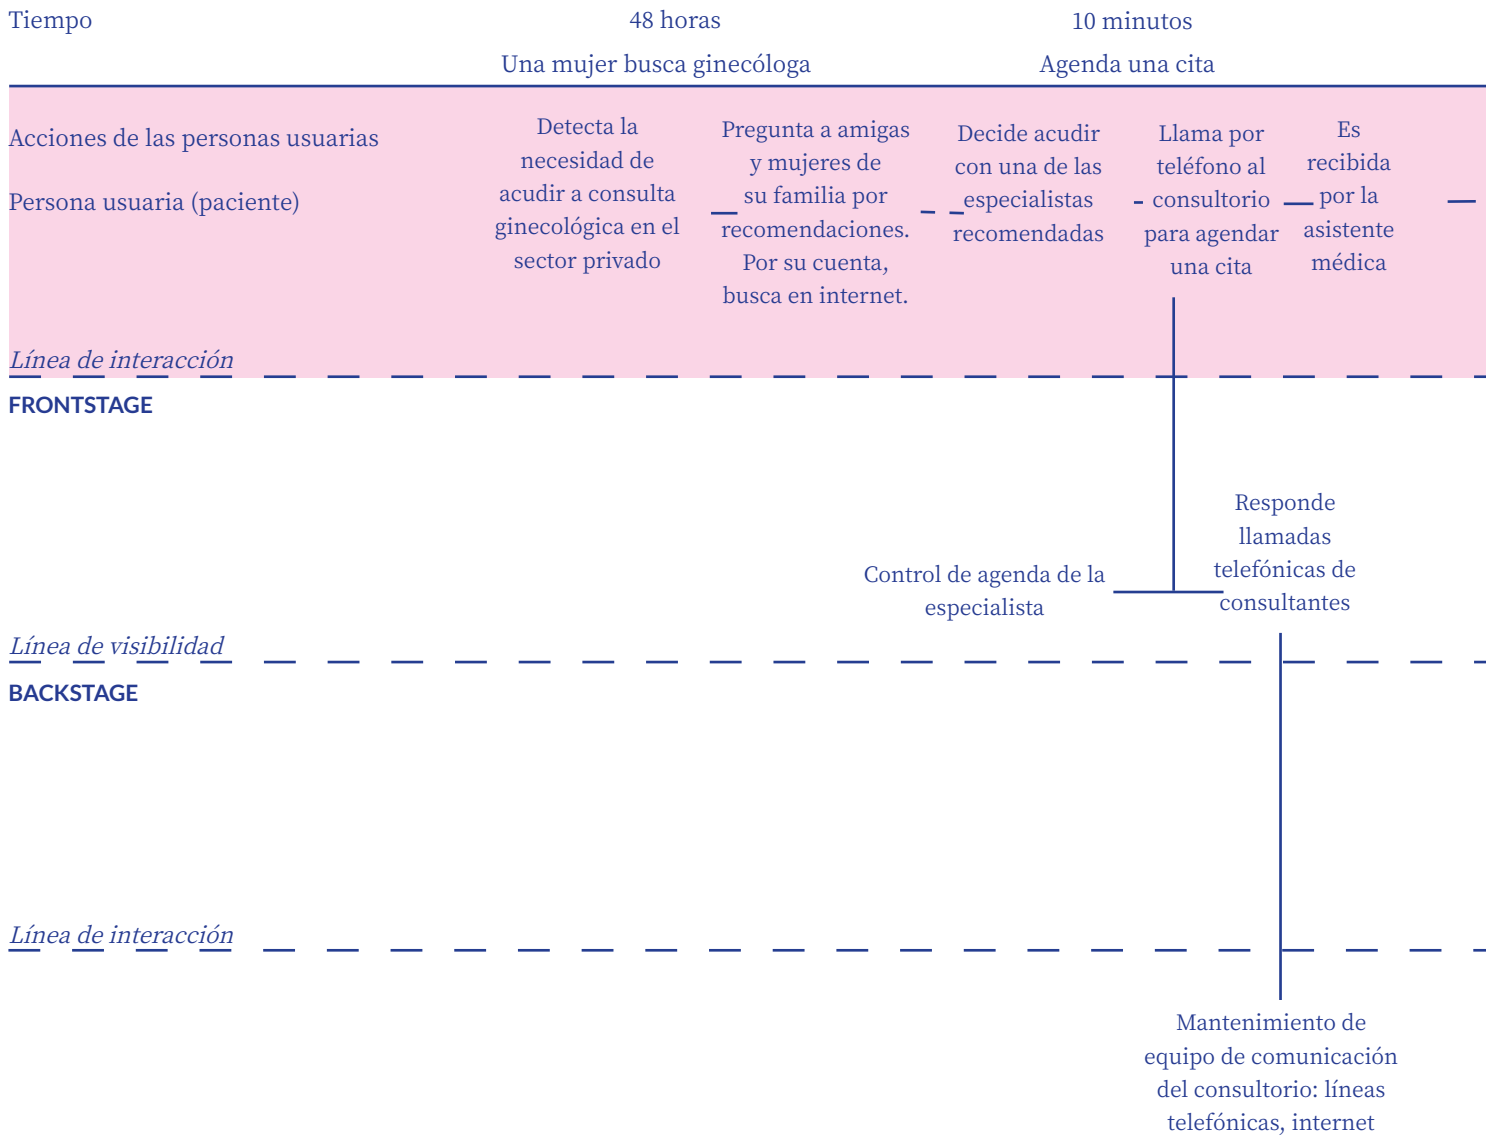 Tiempo
48 horas
10 minutos
Una mujer busca ginecóloga
Agenda una cita
Acciones de las personas usuarias
Persona usuaria (paciente)
Detecta la
necesidad de
acudir a consulta
ginecológica en el
sector privado
Pregunta a amigas
y mujeres de
su familia por
recomendaciones.
Por su cuenta,
busca en internet.
Decide acudir
con una de las
especialistas
recomendadas
Llama por
teléfono al
consultorio
para agendar
una cita
Es
recibida
por la
asistente
médica
Línea de interacción
FRONTSTAGE
Control de agenda de la
especialista
Responde
llamadas
telefónicas de
consultantes
Línea de visibilidad
BACKSTAGE
Línea de interacción
Mantenimiento de
equipo de comunicación
del consultorio: líneas
telefónicas, internet